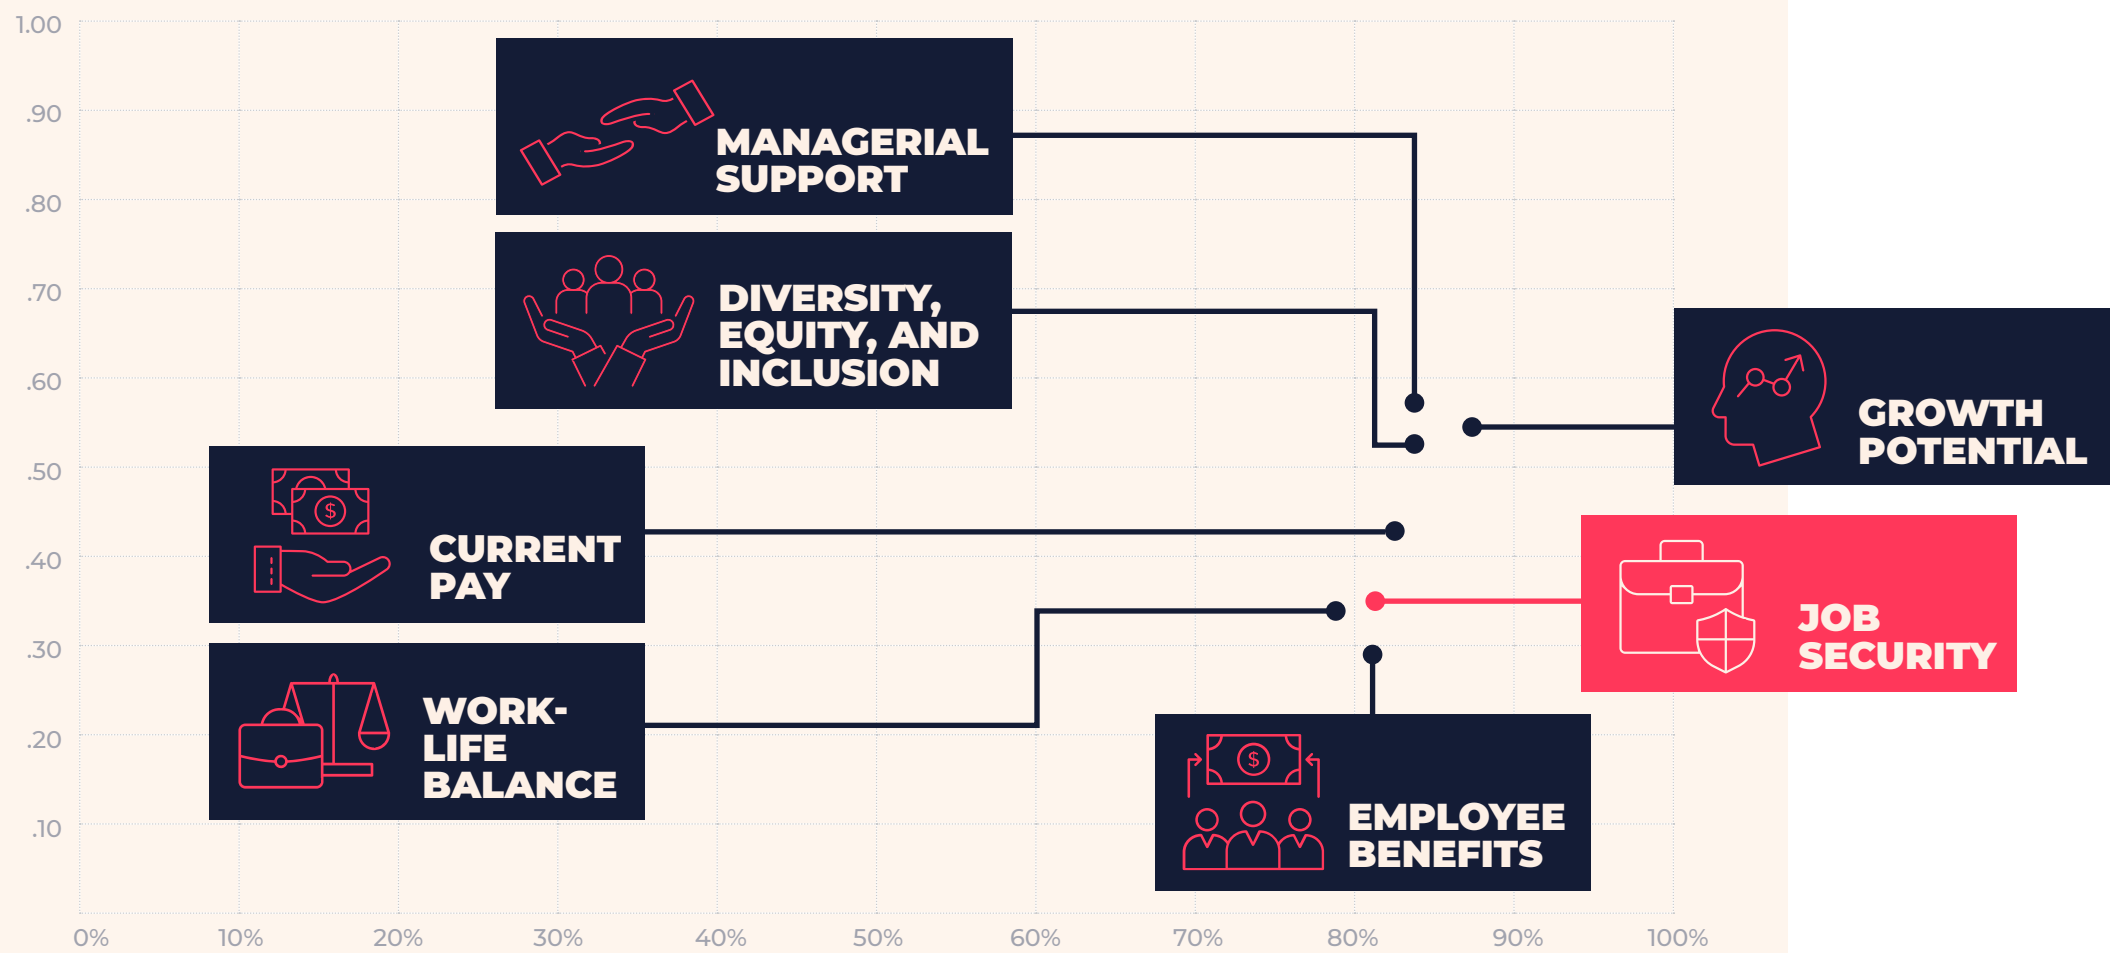 1.00
.90
.80
.70
.60
.50
.40
.30
.20
.10
MANAGERIAL
SUPPORT
DIVERSITY,
EQUITY, AND
INCLUSION
GROWTH
POTENTIAL
$
CURRENT
PAY
JOB
SECURITY
WORK-
LIFE
BALANCE
$
EMPLOYEE
BENEFITS
0% 10% 20% 30% 40% 50% 60% 70% 80% 90% 100%